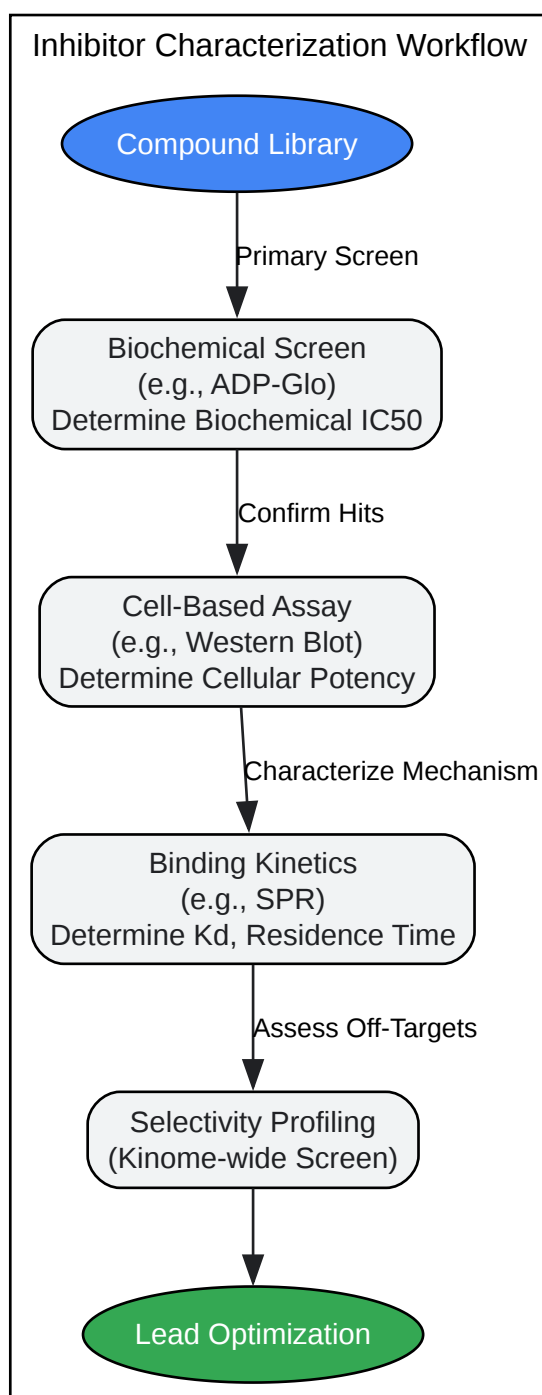 Inhibitor Characterization Workflow
Compound Library
Primary Screen
Biochemical Screen
(e.g., ADP-Glo)
Determine Biochemical IC50
Confirm Hits
Cell-Based Assay
(e.g., Western Blot)
Determine Cellular Potency
Characterize Mechanism
Binding Kinetics
(e.g., SPR)
Determine Kd, Residence Time
Assess Off-Targets
Selectivity Profiling
(Kinome-wide Screen)
Lead Optimization